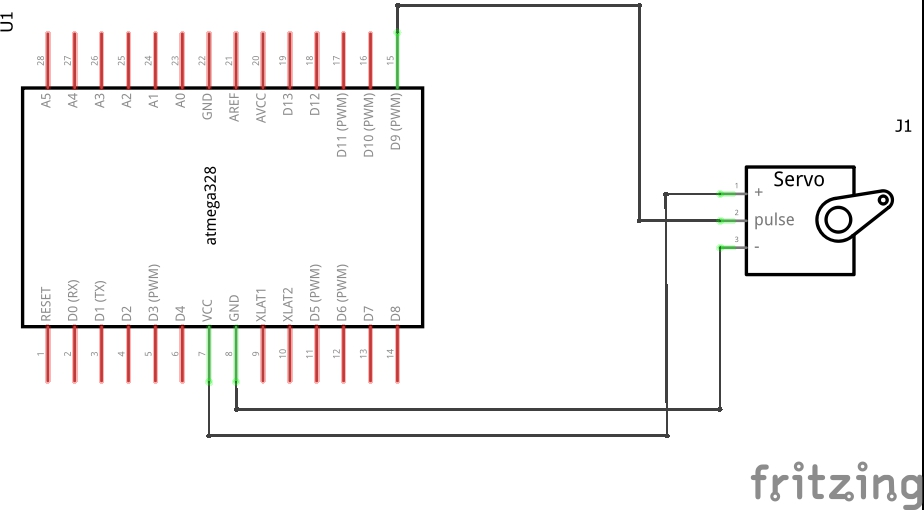 U1
28 27 26 25 24 23 22 21 20 19 18 17 16 15
A5 A4 A3 A2 A1 A0 GND AREF AVCC D13 D12 D11 (PWM) D10 (PWM) D9 (PWM)
J1
Servo
1 +
2 pulse
3 -
atmega328
RESET D0 (RX) D1 (TX) D2 D3 (PWM) D4 VCC GND XLAT1 XLAT2 D5 (PWM) D6 (PWM) D7 D8
1 2 3 4 5 6 7 8 9 10 11 12 13 14
fritzing